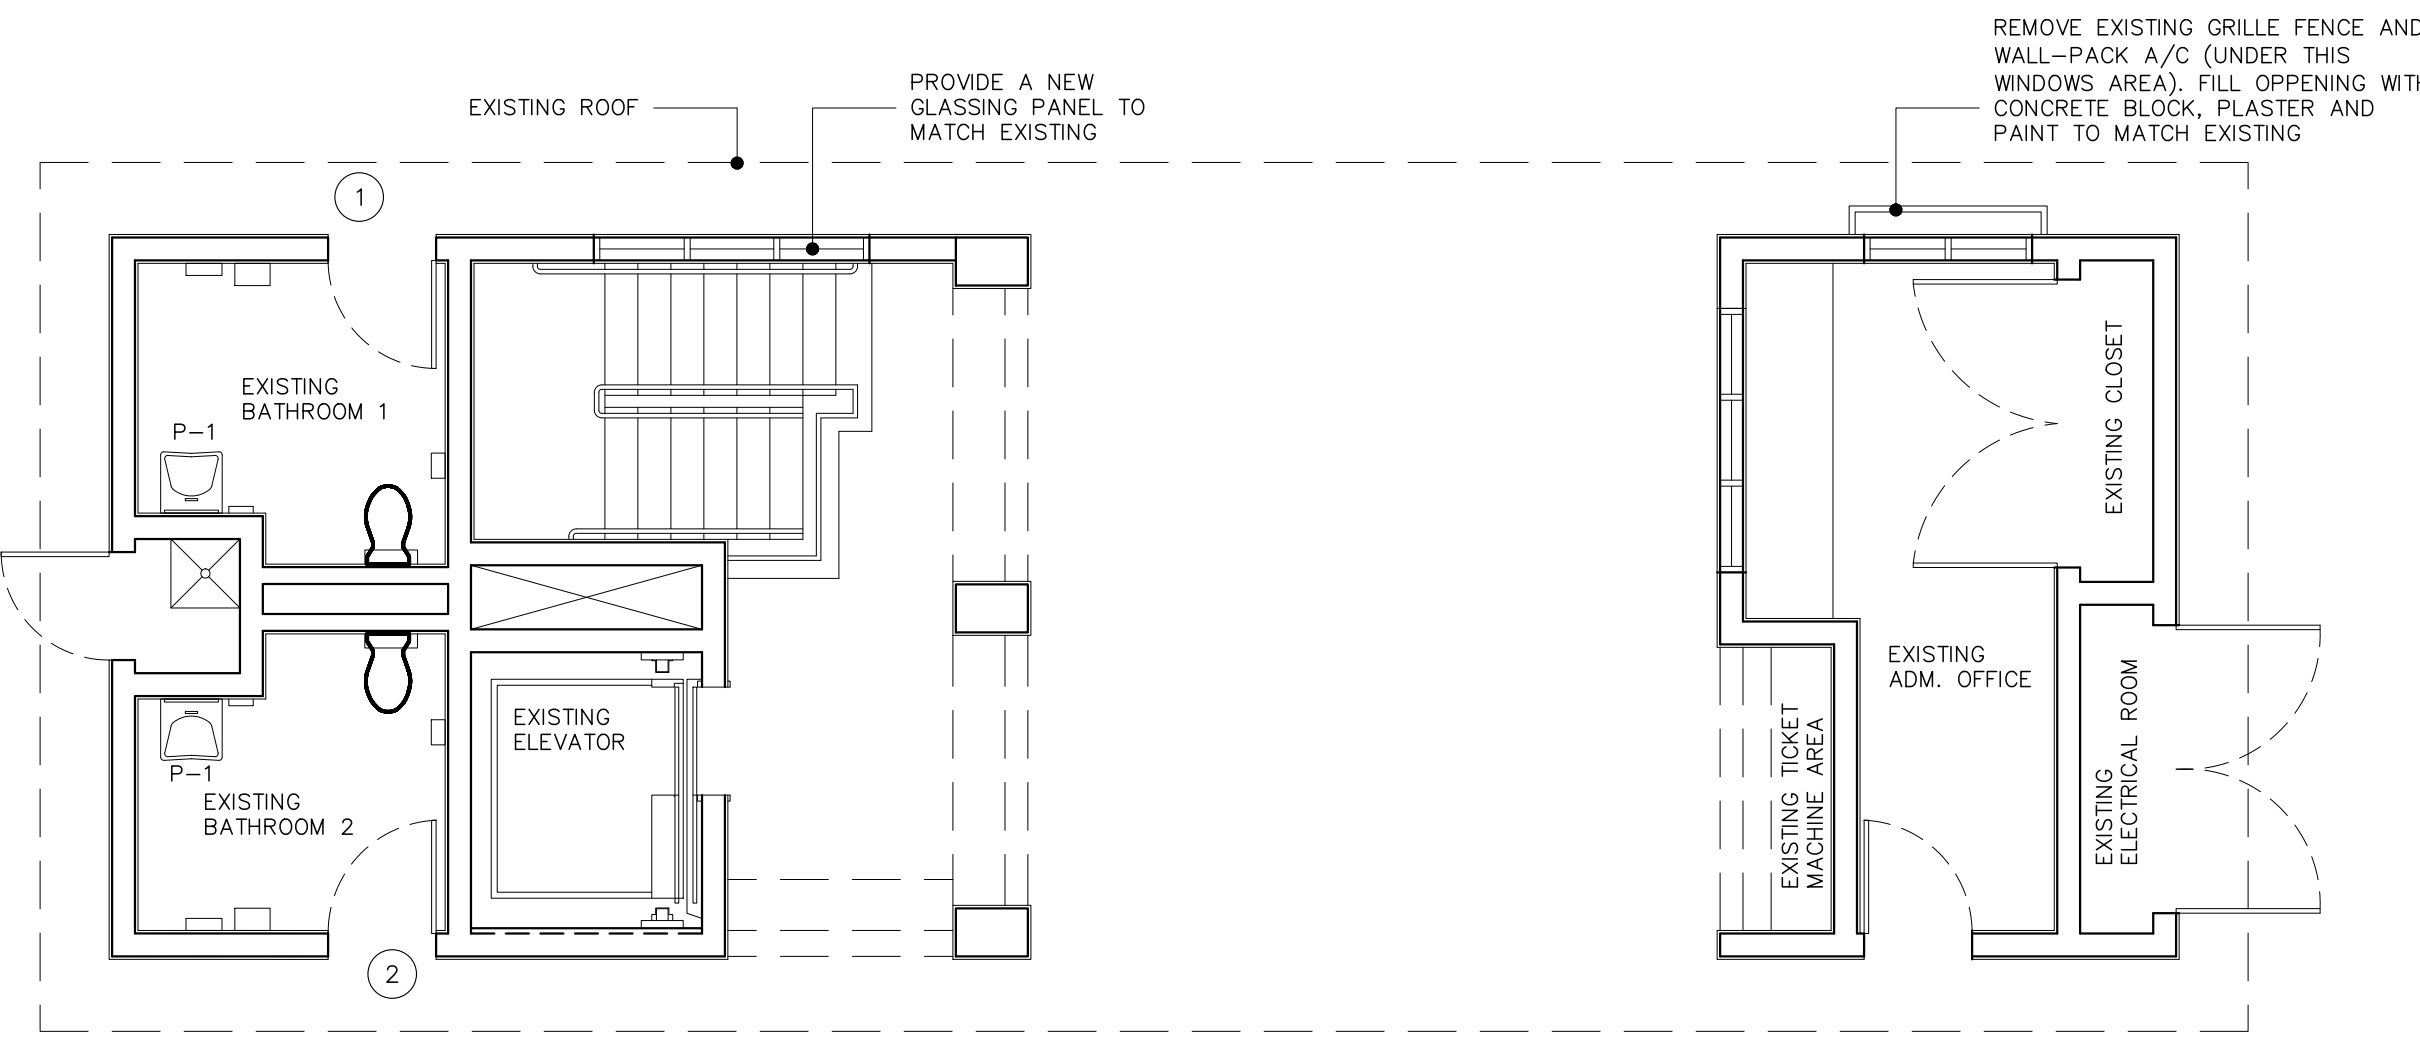 REMOVE EXISTING GRILLE FENCE AND
WALL-PACK A/C (UNDER THIS
WINDOWS AREA). FILL OPPENING WITH
CONCRETE BLOCK, PLASTER AND
PAINT TO MATCH EXISTING
EXISTING ROOF
PROVIDE A NEW
GLASSING PANEL TO
MATCH EXISTING
1
EXISTING
BATHROOM 1
P-1
EXISTING CLOSET
EXISTING
ADM. OFFICE
EXISTING
ELEVATOR
EXISTING TICKET
MACHINE AREA
EXISTING
ELECTRICAL ROOM
P-1
EXISTING
BATHROOM 2
2